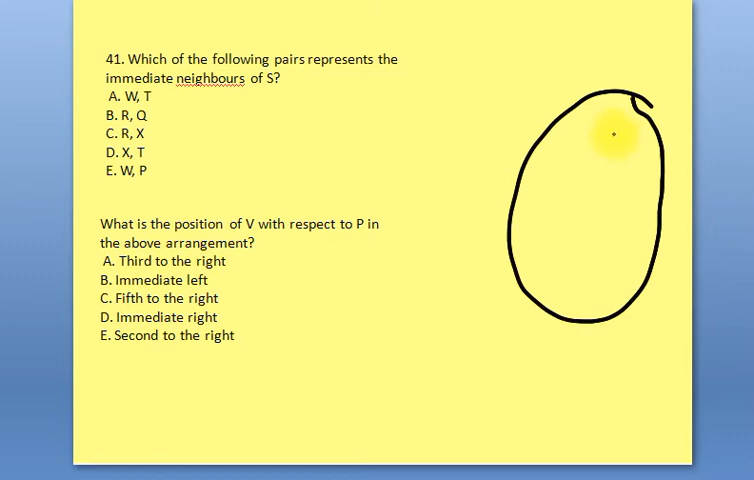 41. Which of the following pairs represents the
immediate neighbours of S?
A. W, T
B. R, Q
C. R, X
D. X, T
E. W, P
What is the position of V with respect to P in
the above arrangement?
A. Third to the right
B. Immediate left
C. Fifth to the right
D. Immediate right
E. Second to the right